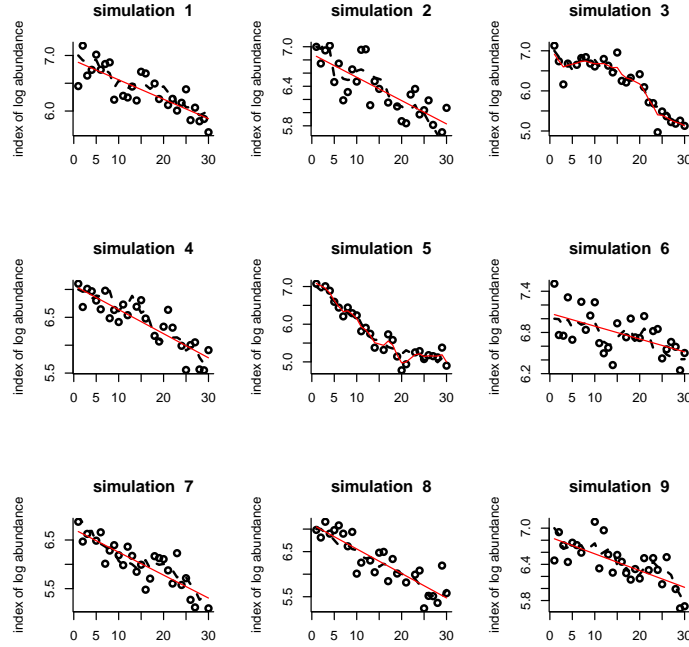 simulation 1
index of log abundance
7.0
6.0
0 5 10 20 30
simulation 2
index of log abundance
7.0
6.4
5.8
0 5 10 20 30
simulation 3
index of log abundance
7.0
6.0
5.0
0 5 10 20 30
simulation 4
index of log abundance
6.5
5.5
0 5 10 20 30
simulation 5
index of log abundance
7.0
6.0
5.0
0 5 10 20 30
simulation 6
index of log abundance
7.4
6.8
6.2
0 5 10 20 30
simulation 7
index of log abundance
6.5
5.5
0 5 10 20 30
simulation 8
index of log abundance
6.5
5.5
0 5 10 20 30
simulation 9
index of log abundance
7.0
6.4
5.8
0 5 10 20 30